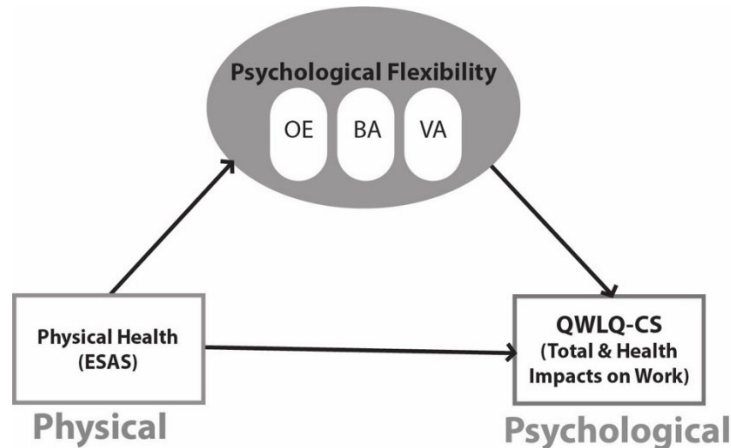 Psychological Flexibility
OE BA VA
Physical Health
(ESAS)
Physical
QWLQ-CS
(Total & Health
Impacts on Work)
Psychological